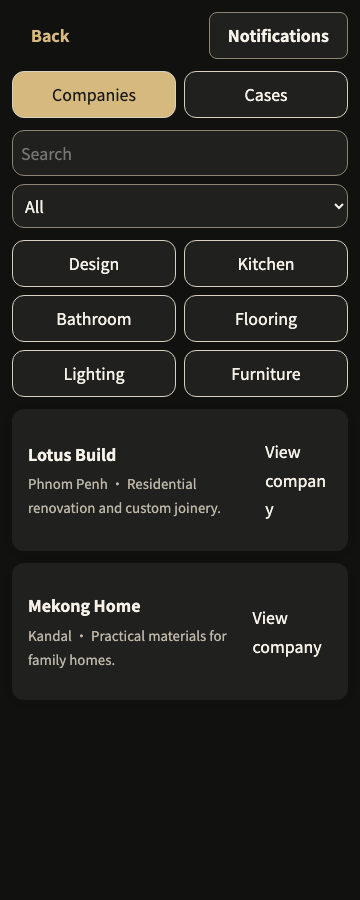 Back
Notifications
Companies
Cases
Search
All
Design
Kitchen
Bathroom
Flooring
Lighting
Furniture
Lotus Build
Phnom Penh • Residential
renovation and custom joinery.
View
compan
y
Mekong Home
Kandal • Practical materials for
family homes.
View
company